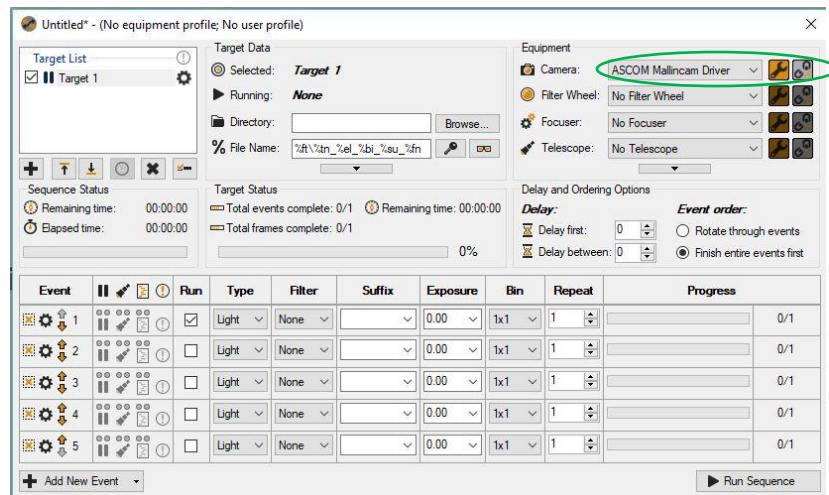 Untitled* - (No equipment profile; No user profile)
Target List
Target 1
Target Data
Selected: Target 1
Running: None
Directory: Browse...
% File Name: %ft\%tn_%el_%bi_%su_%fn
Equipment
Camera: ASCOM Mallincam Driver
Filter Wheel: No Filter Wheel
Focuser: No Focuser
Telescope: No Telescope
Sequence Status
Remaining time: 00:00:00
Elapsed time: 00:00:00
Target Status
Total events complete: 0/1 Remaining time: 00:00:00
Total frames complete: 0/1
0%
Delay and Ordering Options
Delay: Event order:
Delay first: 0 Rotate through events
Delay between: 0 Finish entire events first
Event Run Type Filter Suffix Exposure Bin Repeat Progress
1 Light None 0.00 1x1 1 0/1
2 Light None 0.00 1x1 1 0/1
3 Light None 0.00 1x1 1 0/1
4 Light None 0.00 1x1 1 0/1
5 Light None 0.00 1x1 1 0/1
Add New Event Run Sequence